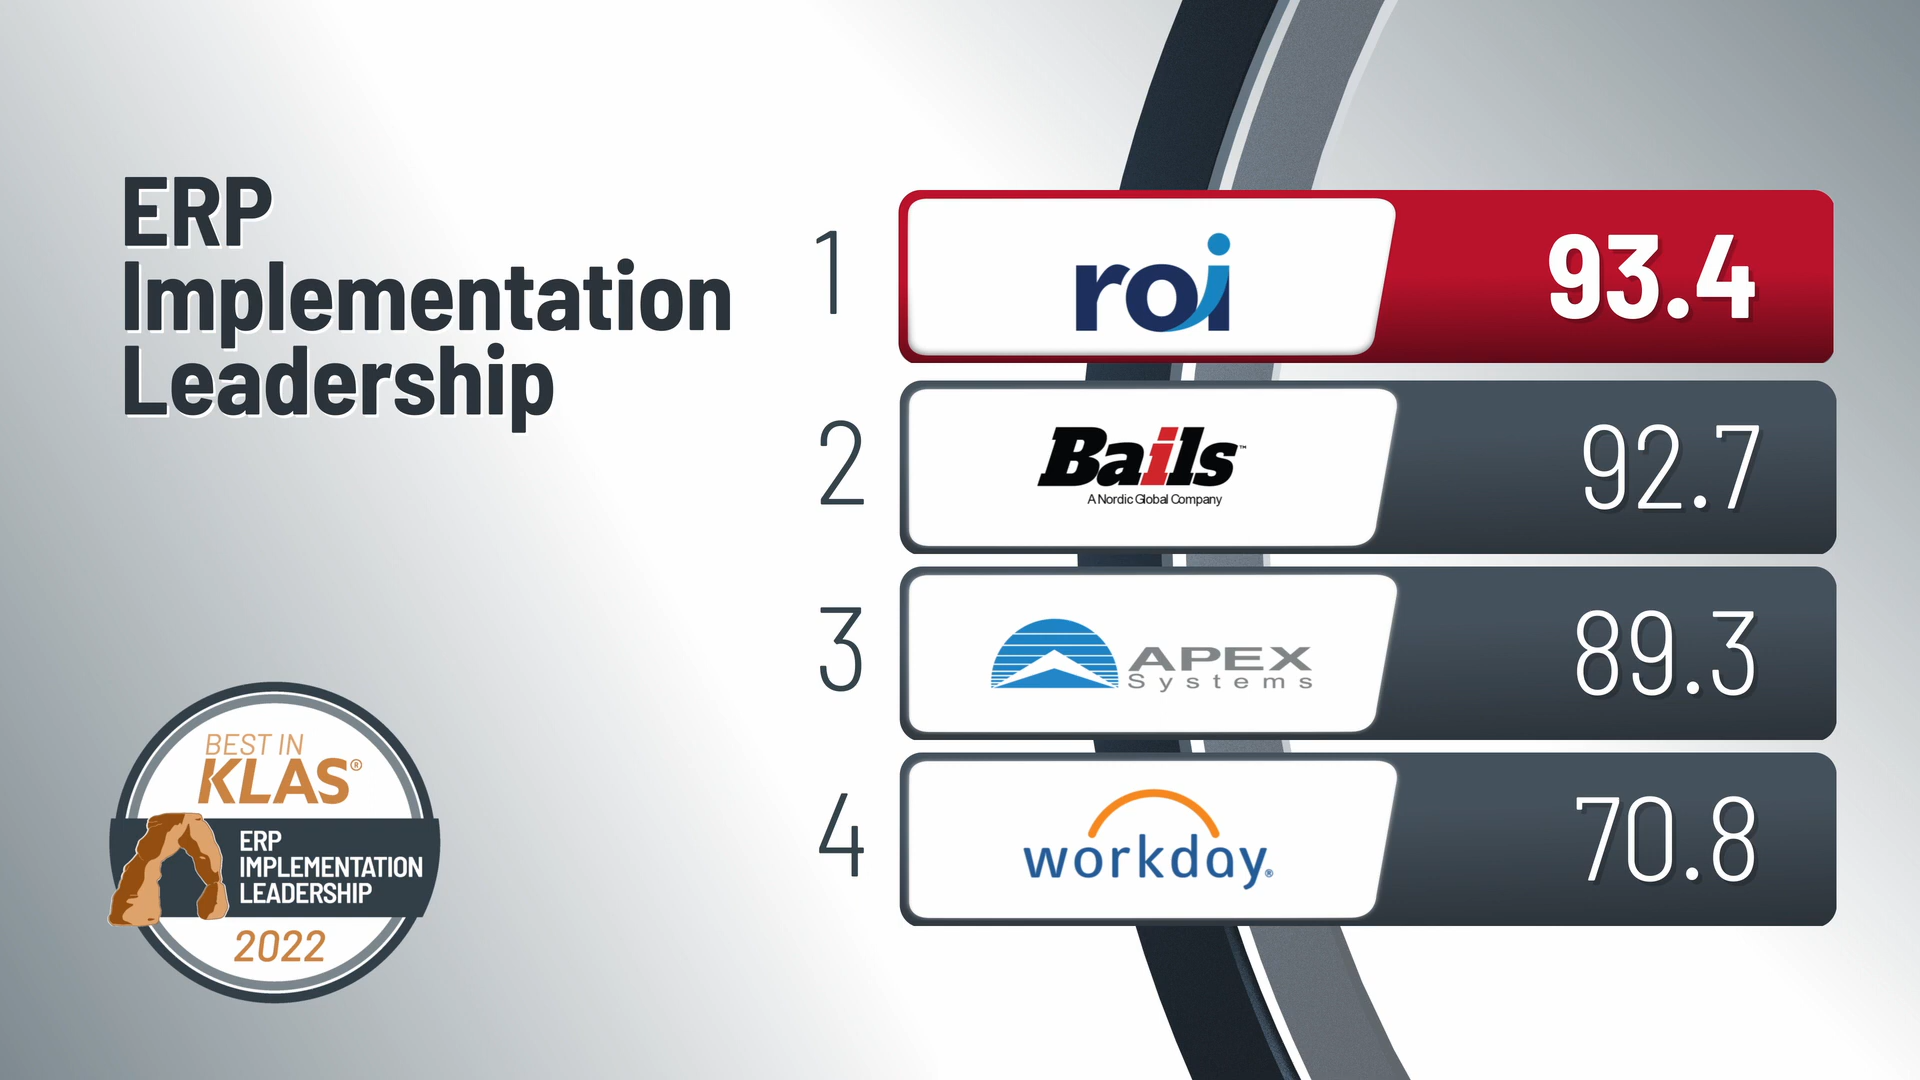 ERP
Implementation
Leadership
1
roi
93.4
2
Bails™
A Nordic Global Company
92.7
3
APEX
Systems
89.3
4
workday®
70.8
BEST IN
KLAS®
ERP
IMPLEMENTATION
LEADERSHIP
2022